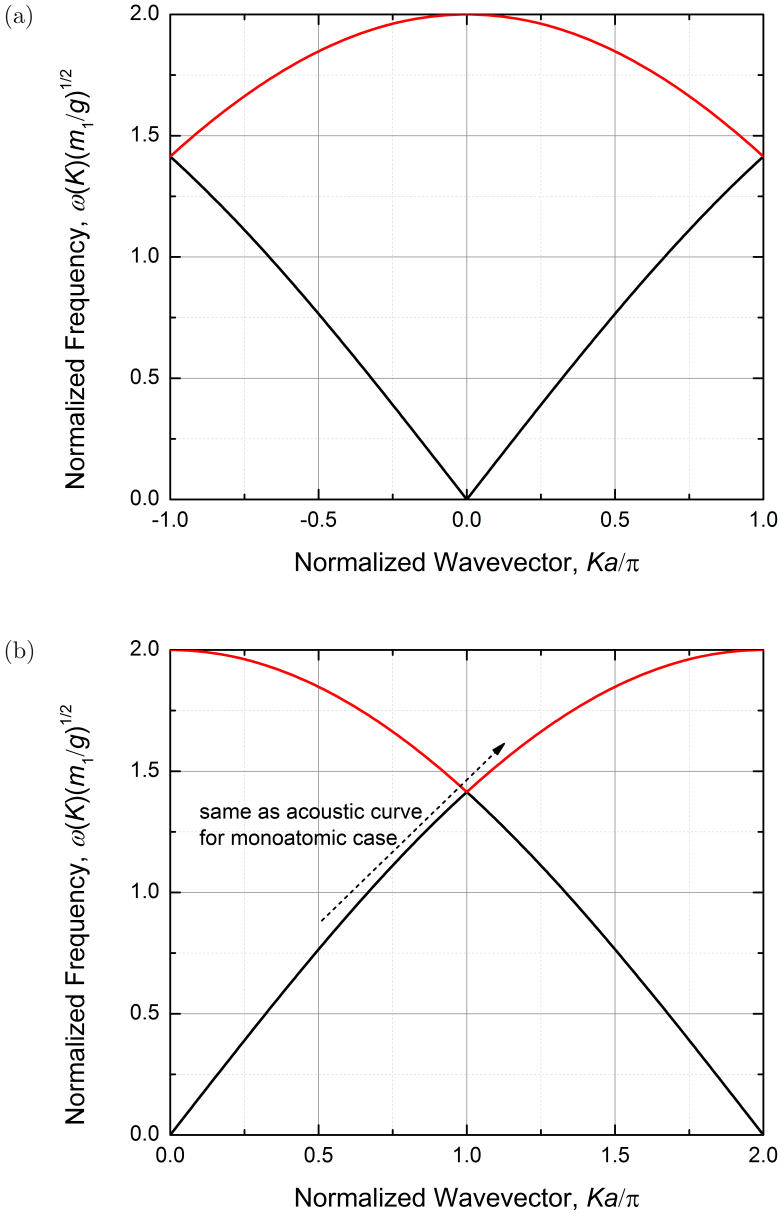 (a)
2.0
1.5
1.0
0.5
0.0
-1.0 -0.5 0.0 0.5 1.0
Normalized Frequency, ω(K)(m₁/g)^1/2
Normalized Wavevector, Ka/π
(b)
2.0
1.5
1.0
0.5
0.0
same as acoustic curve
for monoatomic case
0.0 0.5 1.0 1.5 2.0
Normalized Frequency, ω(K)(m₁/g)^1/2
Normalized Wavevector, Ka/π